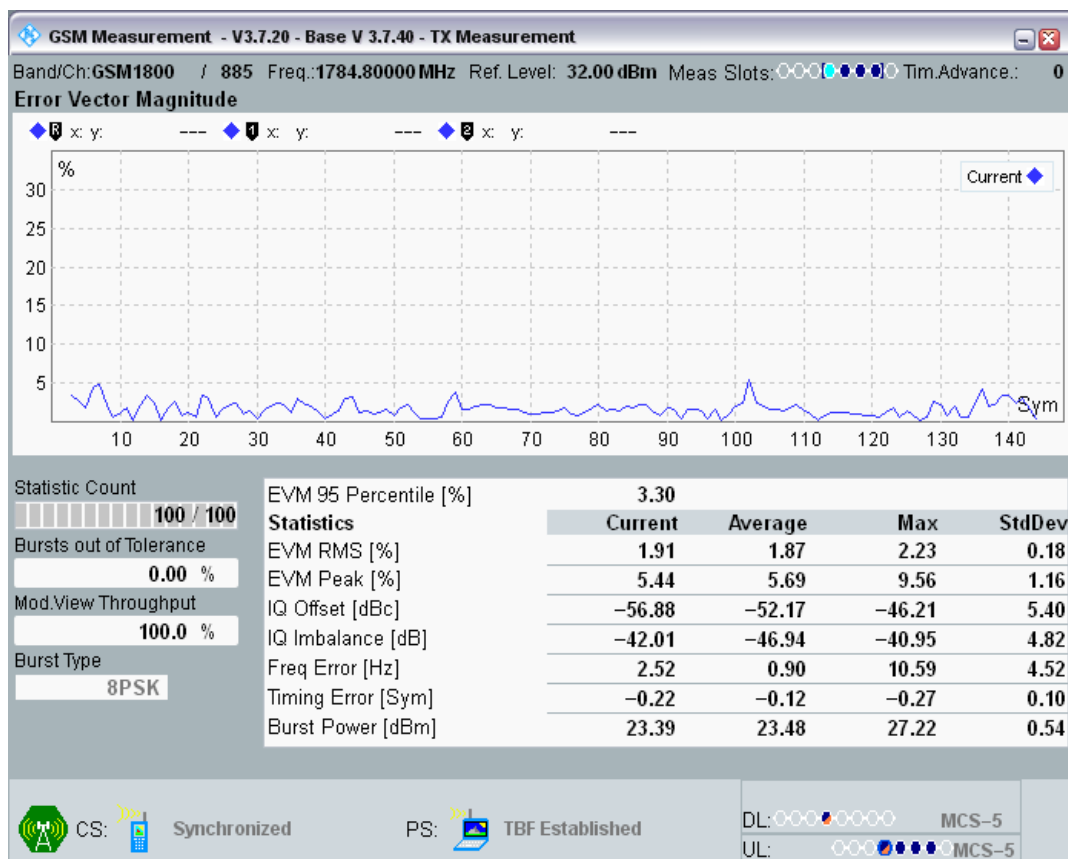 GSM Measurement - V3.7.20 - Base V 3.7.40 - TX Measurement
Band/Ch:GSM1800 / 885 Freq.:1784.80000 MHz Ref. Level: 32.00 dBm Meas Slots: Tim.Advance.: 0
Error Vector Magnitude
R x: y: --- 1 x: y: --- 2 x: y: ---
%
Current
30
25
20
15
10
5
Sym
10 20 30 40 50 60 70 80 90 100 110 120 130 140
Statistic Count
100 / 100
Bursts out of Tolerance
0.00 %
Mod.View Throughput
100.0 %
Burst Type
8PSK
EVM 95 Percentile [%] 3.30
Statistics Current Average Max StdDev
EVM RMS [%] 1.91 1.87 2.23 0.18
EVM Peak [%] 5.44 5.69 9.56 1.16
IQ Offset [dBc] −56.88 −52.17 −46.21 5.40
IQ Imbalance [dB] −42.01 −46.94 −40.95 4.82
Freq Error [Hz] 2.52 0.90 10.59 4.52
Timing Error [Sym] −0.22 −0.12 −0.27 0.10
Burst Power [dBm] 23.39 23.48 27.22 0.54
CS: Synchronized PS: TBF Established
DL: MCS−5
UL: MCS−5